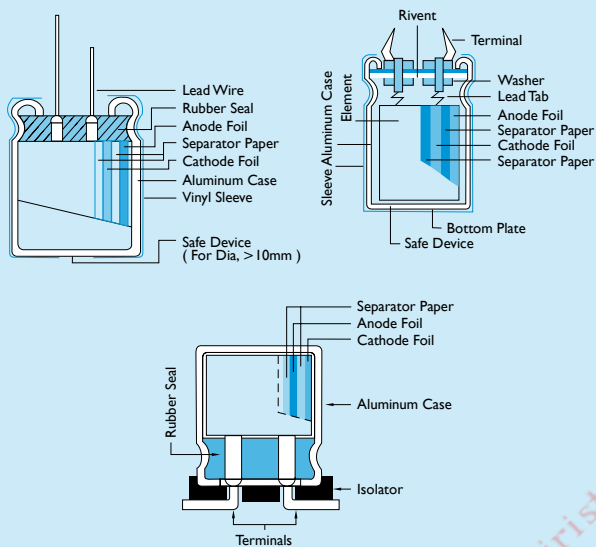 Lead Wire
Rubber Seal
Anode Foil
Separator Paper
Cathode Foil
Aluminum Case
Vinyl Sleeve
Safe Device
( For Dia, >10mm )
Rivent
Terminal
Washer
Lead Tab
Anode Foil
Separator Paper
Cathode Foil
Separator Paper
Sleeve Aluminum Case
Element
Bottom Plate
Safe Device
Separator Paper
Anode Foil
Cathode Foil
Rubber Seal
Aluminum Case
Isolator
Terminals